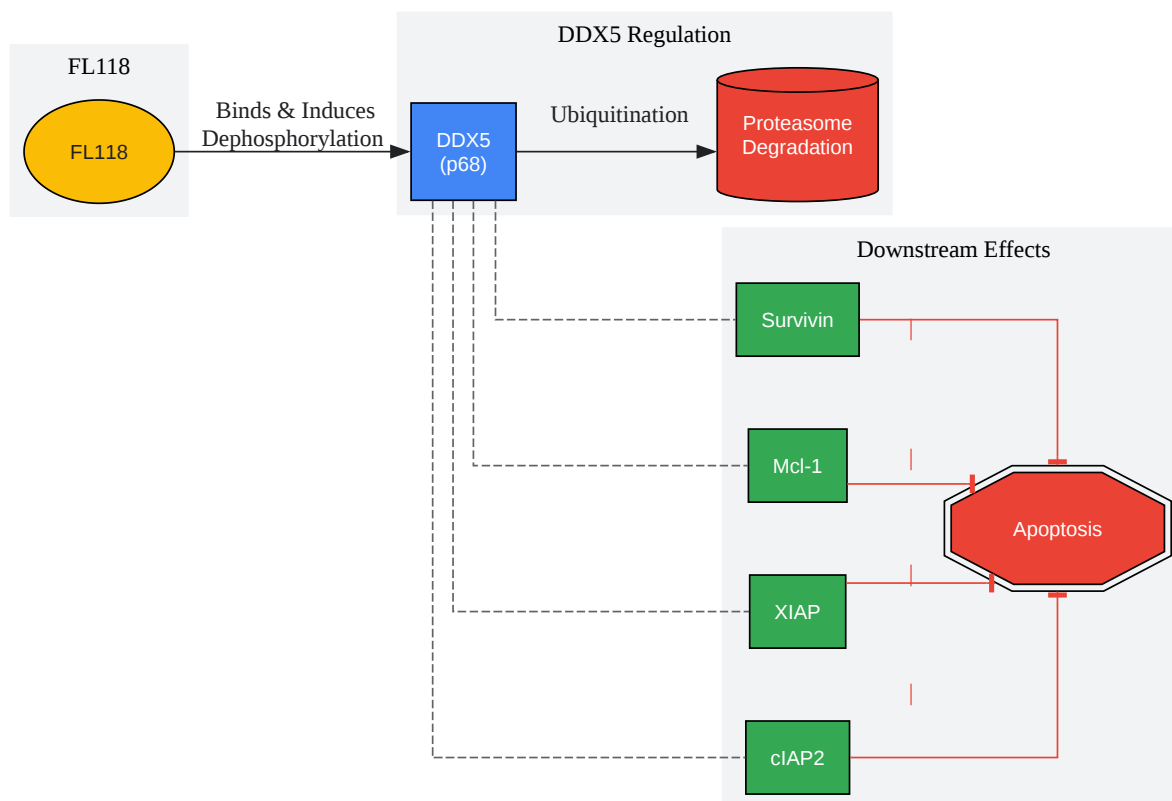 FL118
FL118
Binds & Induces
Dephosphorylation
DDX5 Regulation
DDX5
(p68)
Ubiquitination
Proteasome
Degradation
Downstream Effects
Survivin
Mcl-1
Apoptosis
XIAP
cIAP2